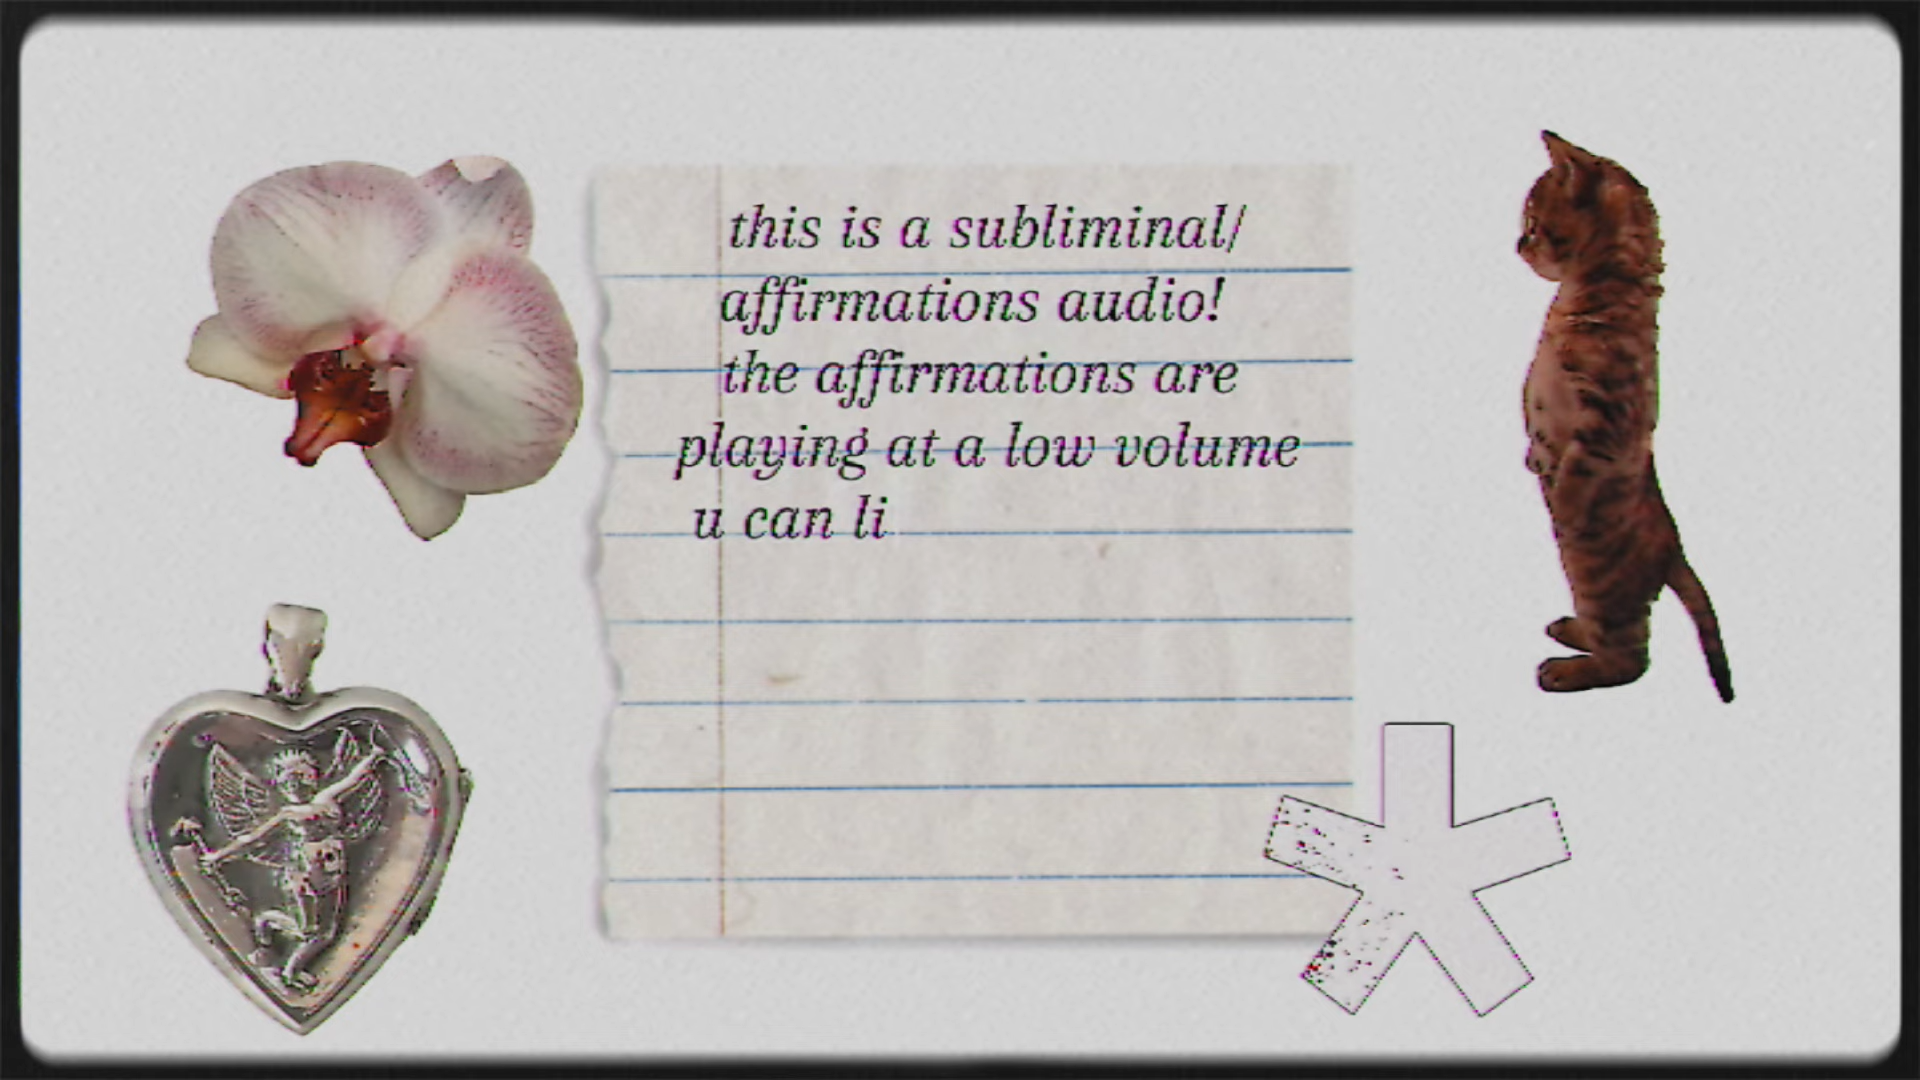 this is a subliminal/
affirmations audio!
the affirmations are
playing at a low volume
u can li